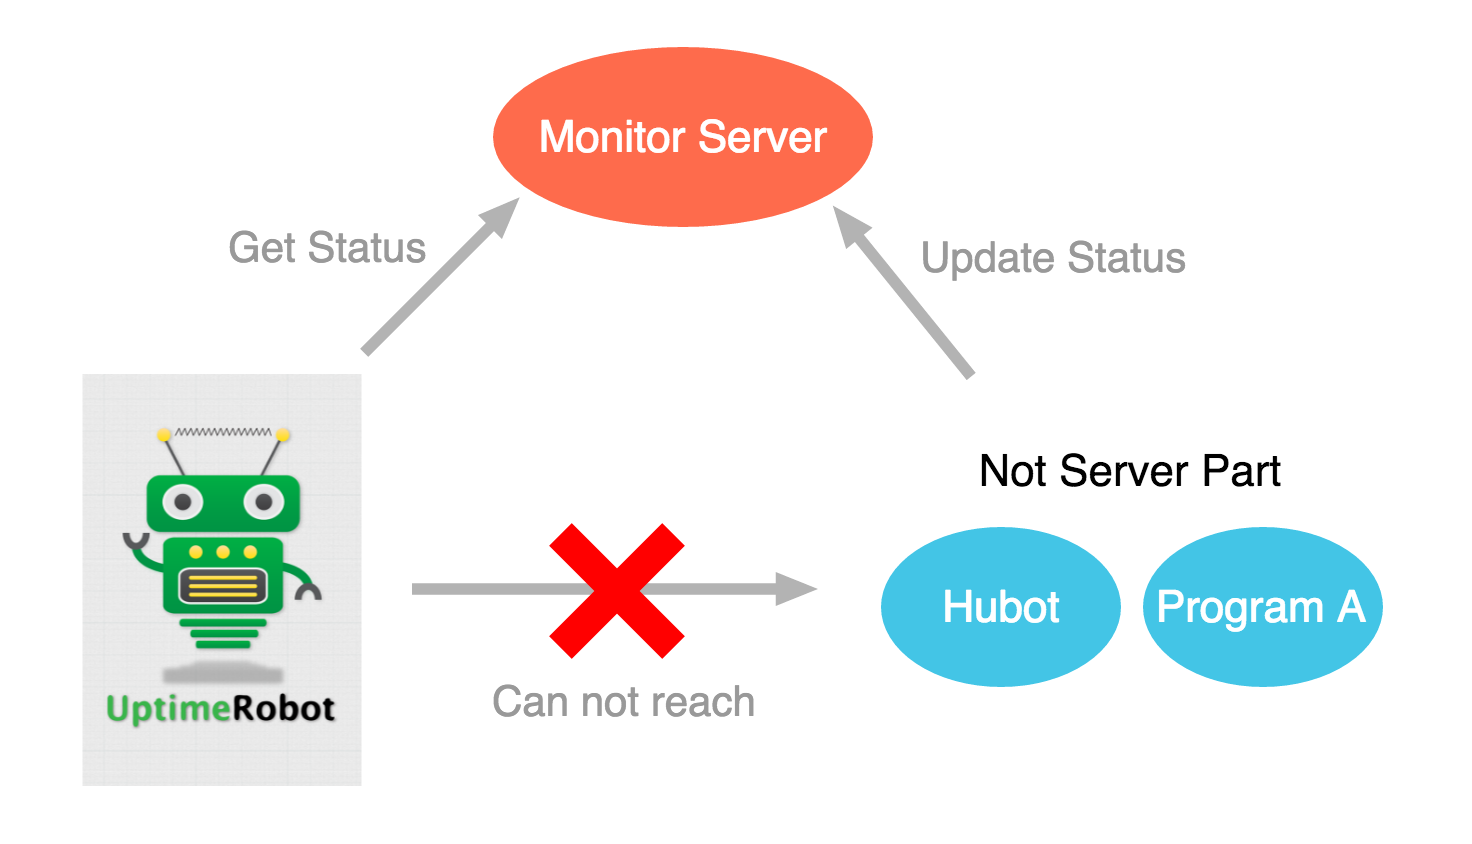 Monitor Server
Get Status
Update Status
Not Server Part
Hubot
Program A
Can not reach
UptimeRobot